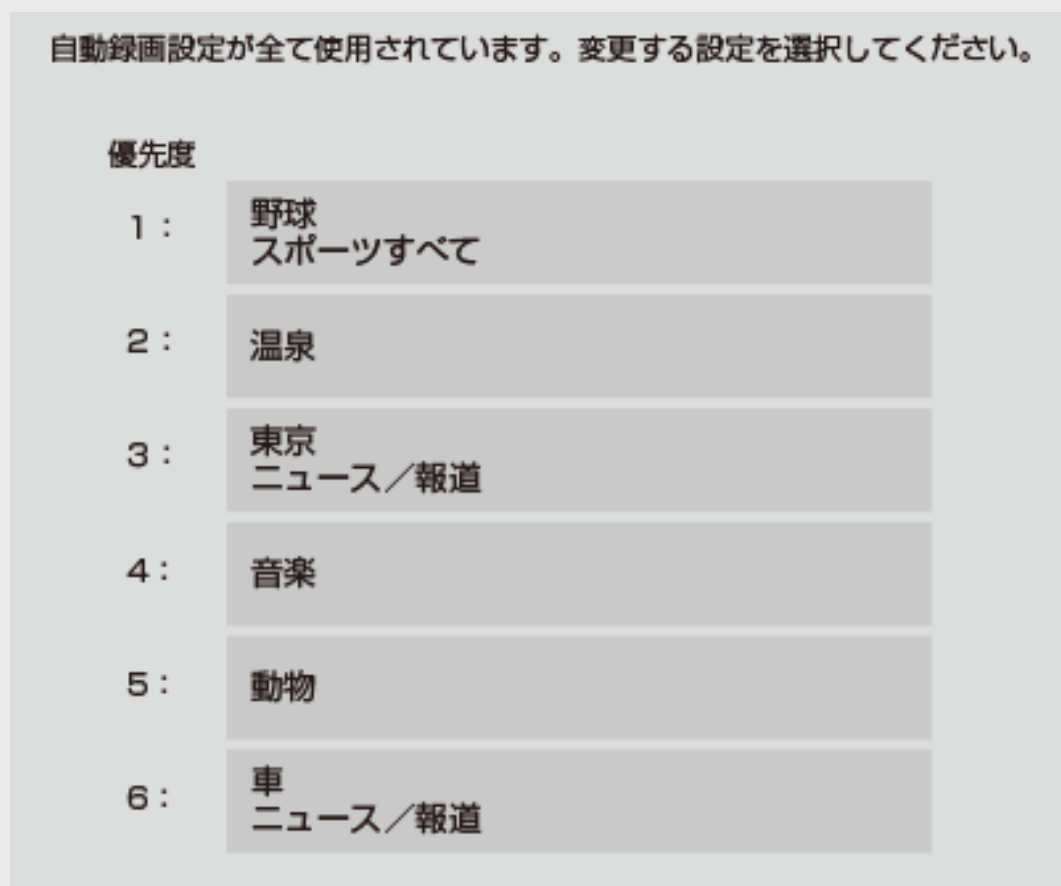 自動録画設定が全て使用されています。変更する設定を選択してください。
優先度
1：
野球
スポーツすべて
2：
温泉
3：
東京
ニュース／報道
4：
音楽
5：
動物
6：
車
ニュース／報道